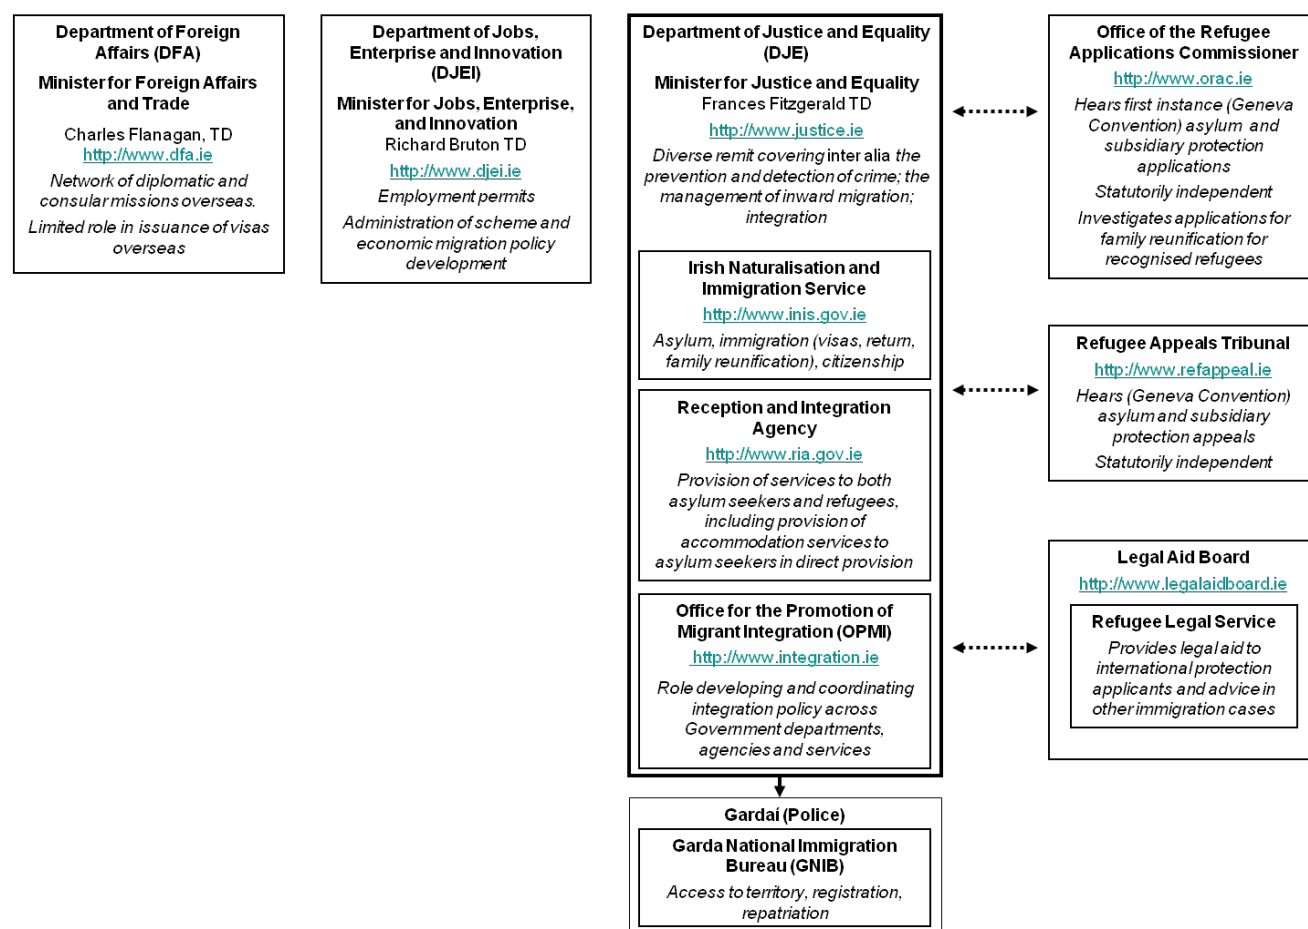 Department of Foreign
Affairs (DFA)
Minister for Foreign Affairs
and Trade
Charles Flanagan, TD
http://www.dfa.ie
Network of diplomatic and
consular missions overseas.
Limited role in issuance of visas
overseas
Department of Jobs,
Enterprise and Innovation
(DJEI)
Minister for Jobs, Enterprise,
and Innovation
Richard Bruton TD
http://www.djei.ie
Employment permits
Administration of scheme and
economic migration policy
development
Department of Justice and Equality
(DJE)
Minister for Justice and Equality
Frances Fitzgerald TD
http://www.justice.ie
Diverse remit covering inter alia the
prevention and detection of crime; the
management of inward migration;
integration
Irish Naturalisation and
Immigration Service
http://www.inis.gov.ie
Asylum, immigration (visas, return,
family reunification), citizenship
Reception and Integration
Agency
http://www.ria.gov.ie
Provision of services to both
asylum seekers and refugees,
including provision of
accommodation services to
asylum seekers in direct provision
Office for the Promotion of
Migrant Integration (OPMI)
http://www.integration.ie
Role developing and coordinating
integration policy across
Government departments,
agencies and services
Gardaí (Police)
Garda National Immigration
Bureau (GNIB)
Access to territory, registration,
repatriation
Office of the Refugee
Applications Commissioner
http://www.orac.ie
Hears first instance (Geneva
Convention) asylum and
subsidiary protection
applications
Statutorily independent
Investigates applications for
family reunification for
recognised refugees
Refugee Appeals Tribunal
http://www.refappeal.ie
Hears (Geneva Convention)
asylum and subsidiary
protection appeals
Statutorily independent
Legal Aid Board
http://www.legalaidboard.ie
Refugee Legal Service
Provides legal aid to
international protection
applicants and advice in
other immigration cases